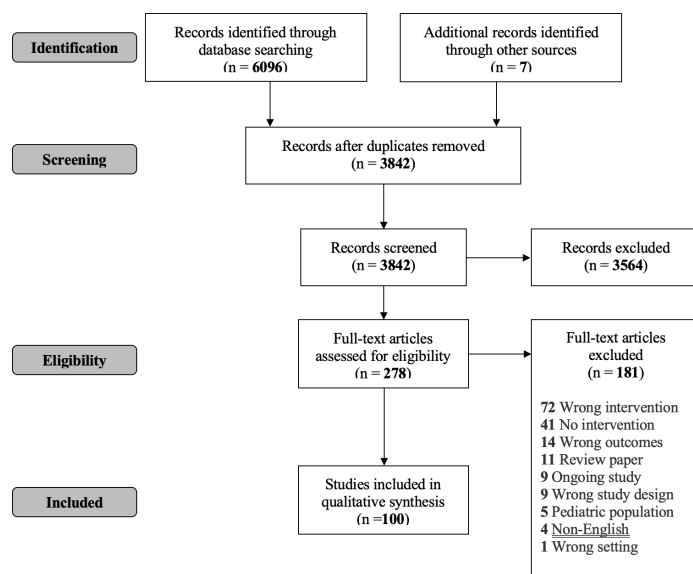 Identification
Records identified through
database searching
(n = 6096)
Additional records identified
through other sources
(n = 7)
Screening
Records after duplicates removed
(n = 3842)
Records screened
(n = 3842)
Records excluded
(n = 3564)
Eligibility
Full-text articles
assessed for eligibility
(n = 278)
Full-text articles
excluded
(n = 181)
72 Wrong intervention
41 No intervention
14 Wrong outcomes
11 Review paper
9 Ongoing study
9 Wrong study design
5 Pediatric population
4 Non-English
1 Wrong setting
Included
Studies included in
qualitative synthesis
(n =100)